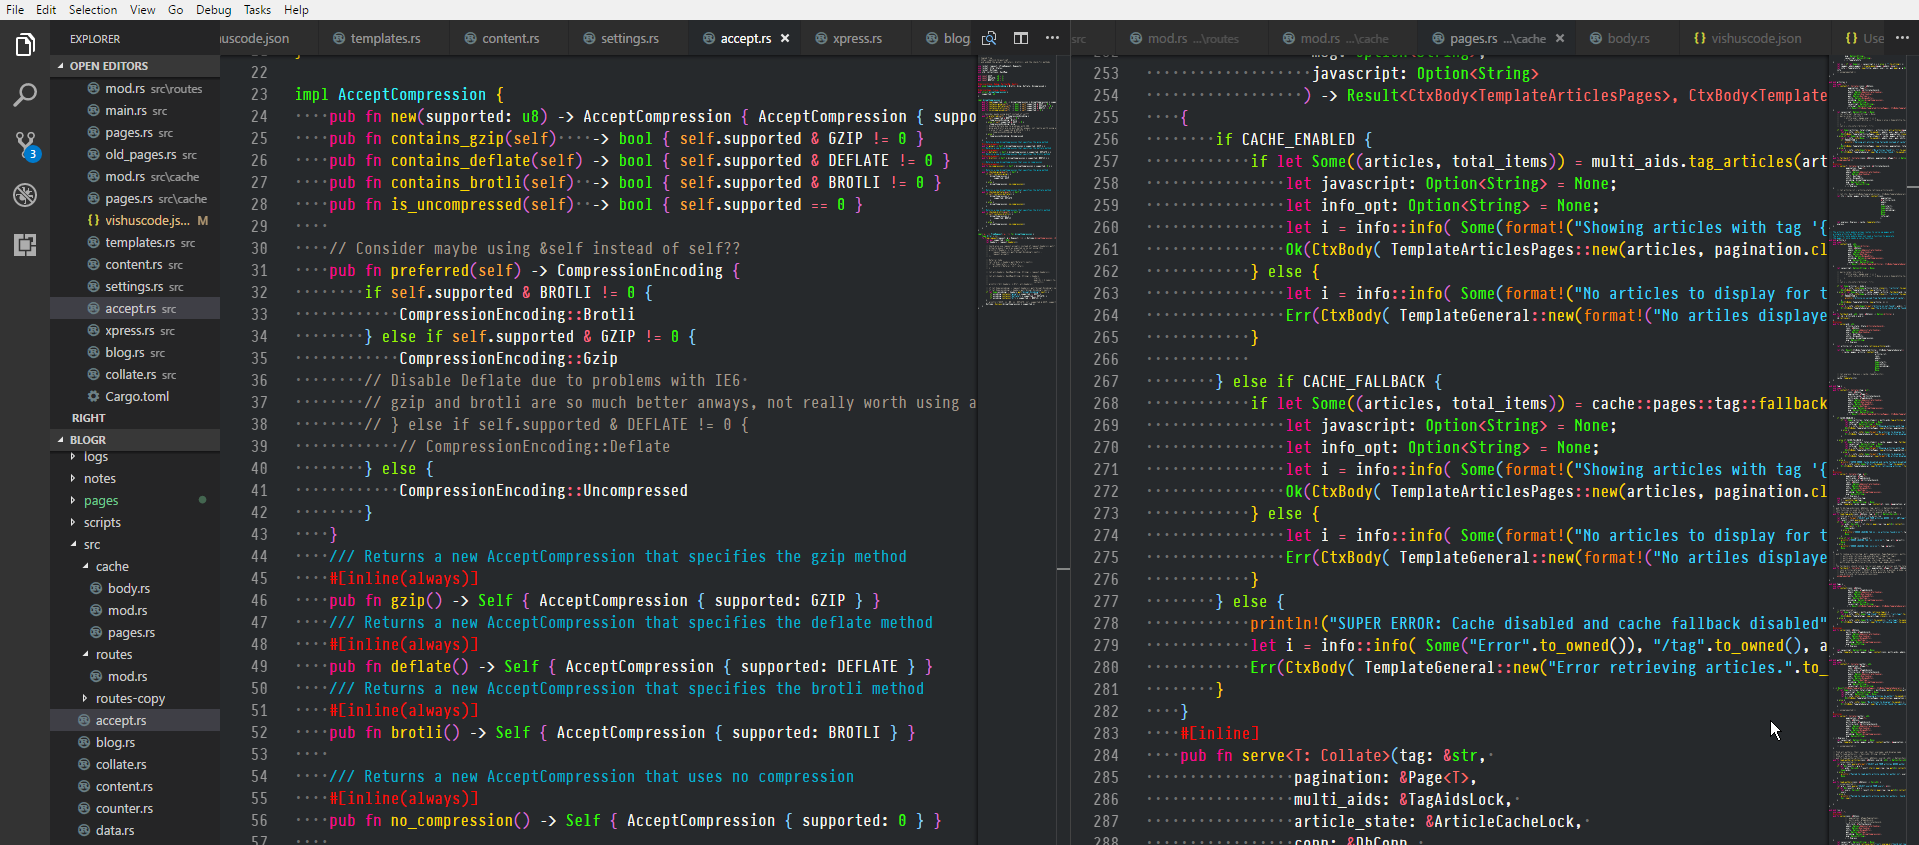 File Edit Selection View Go Debug Tasks Help
EXPLORER
OPEN EDITORS
mod.rs src\routes
main.rs src
pages.rs src
old_pages.rs src
mod.rs src\cache
pages.rs src\cache
{} vishuscode.js... M
templates.rs src
content.rs src
settings.rs src
accept.rs src
xpress.rs src
blog.rs src
collate.rs src
Cargo.toml
RIGHT
BLOGR
logs
notes
pages
scripts
src
cache
body.rs
mod.rs
pages.rs
routes
mod.rs
routes-copy
accept.rs
blog.rs
collate.rs
content.rs
counter.rs
data.rs
3
huscode.json templates.rs content.rs settings.rs accept.rs × xpress.rs blog
22
23 impl AcceptCompression {
24 ····pub fn new(supported: u8) -> AcceptCompression { AcceptCompression { suppo
25 ····pub fn contains_gzip(self)····-> bool { self.supported & GZIP != 0 }
26 ····pub fn contains_deflate(self) -> bool { self.supported & DEFLATE != 0 }
27 ····pub fn contains_brotli(self)··-> bool { self.supported & BROTLI != 0 }
28 ····pub fn is_uncompressed(self)··-> bool { self.supported == 0 }
29 ····
30 ····// Consider maybe using &self instead of self??
31 ····pub fn preferred(self) -> CompressionEncoding {
32 ········if self.supported & BROTLI != 0 {
33 ············CompressionEncoding::Brotli
34 ········} else if self.supported & GZIP != 0 {
35 ············CompressionEncoding::Gzip
36 ········// Disable Deflate due to problems with IE6·
37 ········// gzip and brotli are so much better anways, not really worth using a
38 ········// } else if self.supported & DEFLATE != 0 {
39 ············// CompressionEncoding::Deflate
40 ········} else {
41 ············CompressionEncoding::Uncompressed
42 ········}
43 ····}
44 ····/// Returns a new AcceptCompression that specifies the gzip method
45 ····#[inline(always)]
46 ····pub fn gzip() -> Self { AcceptCompression { supported: GZIP } }
47 ····/// Returns a new AcceptCompression that specifies the deflate method
48 ····#[inline(always)]
49 ····pub fn deflate() -> Self { AcceptCompression { supported: DEFLATE } }
50 ····/// Returns a new AcceptCompression that specifies the brotli method
51 ····#[inline(always)]
52 ····pub fn brotli() -> Self { AcceptCompression { supported: BROTLI } }
53 ····
54 ····/// Returns a new AcceptCompression that uses no compression
55 ····#[inline(always)]
56 ····pub fn no_compression() -> Self { AcceptCompression { supported: 0 } }
57
src mod.rs ...\routes mod.rs ...\cache pages.rs ...\cache × body.rs {} vishuscode.json {} Use
252 msg: Option<String>,
253 javascript: Option<String>
254 ) -> Result<CtxBody<TemplateArticlesPages>, CtxBody<Template
255 ····{
256 ········if CACHE_ENABLED {
257 ············if let Some((articles, total_items)) = multi_aids.tag_articles(art
258 ················let javascript: Option<String> = None;
259 ················let info_opt: Option<String> = None;
260 ················let i = info::info( Some(format!("Showing articles with tag '{
261 ················Ok(CtxBody( TemplateArticlesPages::new(articles, pagination.cl
262 ············} else {
263 ················let i = info::info( Some(format!("No articles to display for t
264 ················Err(CtxBody( TemplateGeneral::new(format!("No artiles displaye
265 ············}
266 ············
267 ········} else if CACHE_FALLBACK {
268 ············if let Some((articles, total_items)) = cache::pages::tag::fallback
269 ················let javascript: Option<String> = None;
270 ················let info_opt: Option<String> = None;
271 ················let i = info::info( Some(format!("Showing articles with tag '{
272 ················Ok(CtxBody( TemplateArticlesPages::new(articles, pagination.cl
273 ············} else {
274 ················let i = info::info( Some(format!("No articles to display for t
275 ················Err(CtxBody( TemplateGeneral::new(format!("No artiles displaye
276 ············}
277 ········} else {
278 ············println!("SUPER ERROR: Cache disabled and cache fallback disabled"
279 ············let i = info::info( Some("Error".to_owned()), "/tag".to_owned(), a
280 ············Err(CtxBody( TemplateGeneral::new("Error retrieving articles.".to_
281 ········}
282 ····}
283 ····#[inline]
284 ····pub fn serve<T: Collate>(tag: &str,·
285 pagination: &Page<T>,
286 multi_aids: &TagAidsLock,·
287 article_state: &ArticleCacheLock,·
288 conn: &DbConn,